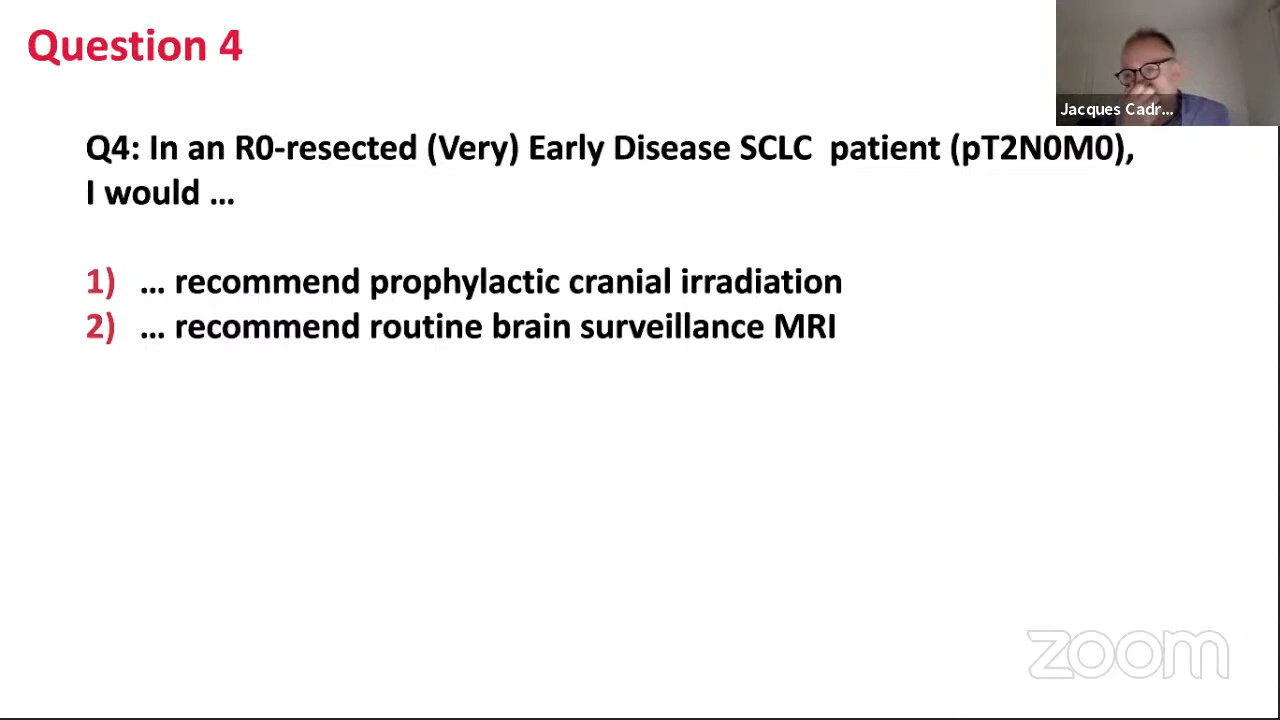 Question 4
Jacques Cadr...
Q4: In an R0-resected (Very) Early Disease SCLC patient (pT2N0M0),
I would ...
1) ... recommend prophylactic cranial irradiation
2) ... recommend routine brain surveillance MRI
zoom